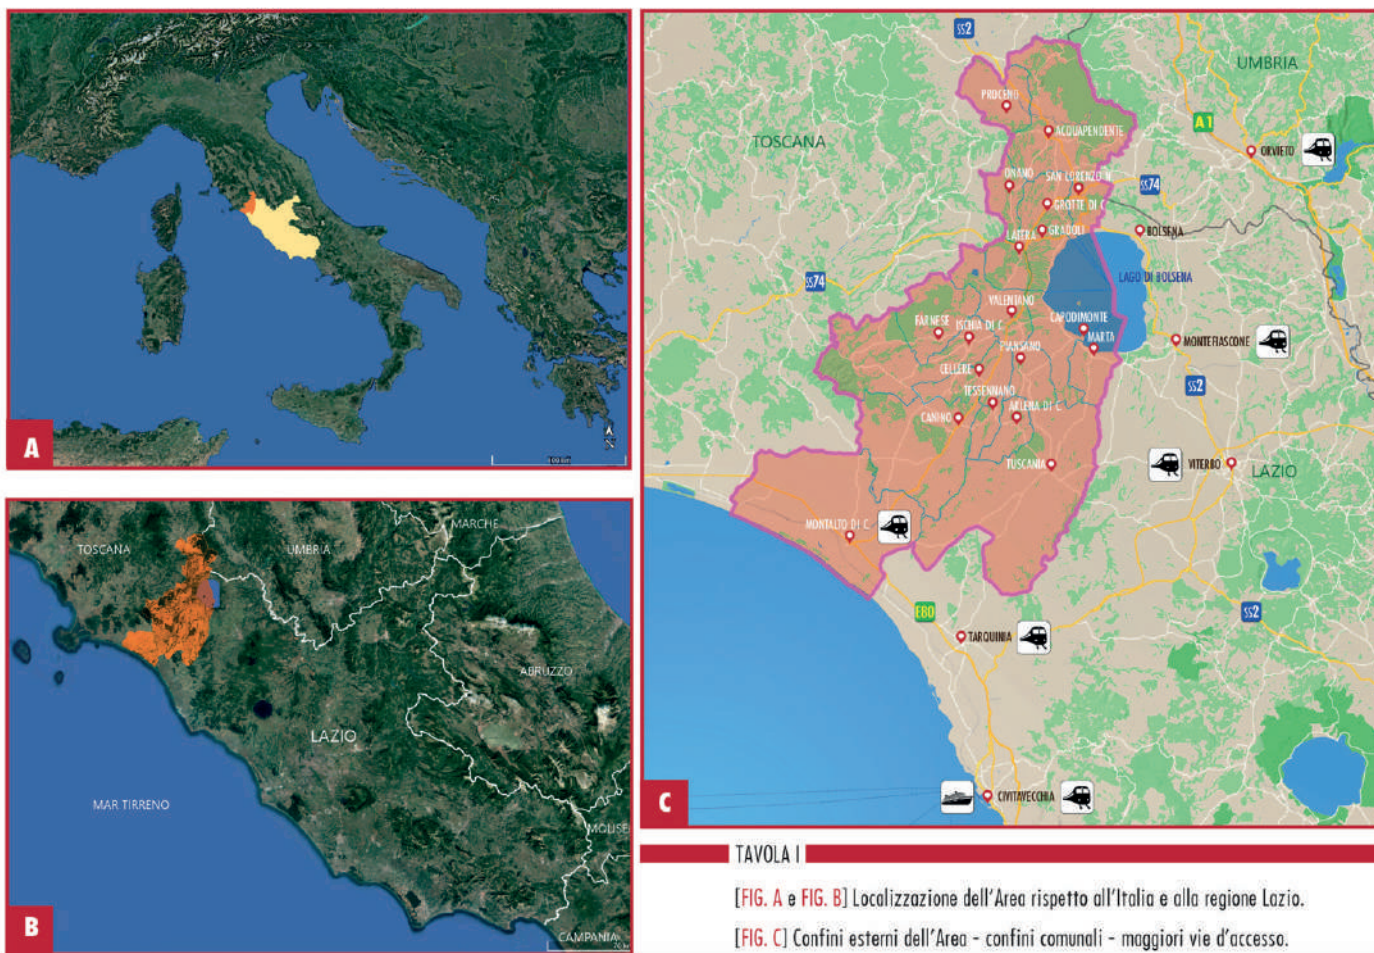 A
100 km
TOSCANA
MARCHE
UMBRIA
ABRUZZO
LAZIO
MAR TIRRENO
MOLISE
CAMPANIA
B
SS2
UMBRIA
PROCENO
A1
TOSCANA
ACQUAPENDENTE
ORVIETO
ONANO
SAN LORENZO N.
SS74
GROTTE DI C.
GRADOLI
BOLSENA
LATERA
LAGO DI BOLSENA
SS74
VALENTANO
FARNESE
ISCHIA DI C.
CAPODIMONTE
MARTA
MONTEFIASCONE
PIANSANO
CELLERE
SS2
TESSENNANO
CANINO
ARLENA DI C.
TUSCANIA
VITERBO
LAZIO
MONTALTO DI C.
E80
SS2
TARQUINIA
C
CIVITAVECCHIA
TAVOLA I
[FIG. A e FIG. B] Localizzazione dell'Area rispetto all'Italia e alla regione Lazio.
[FIG. C] Confini esterni dell'Area - confini comunali - maggiori vie d'accesso.